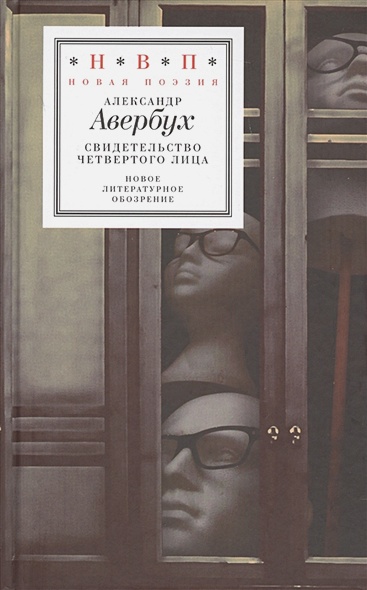 * Н * В * П *
НОВАЯ ПОЭЗИЯ
АЛЕКСАНДР
Авербух
СВИДЕТЕЛЬСТВО
ЧЕТВЕРТОГО ЛИЦА
НОВОЕ
ЛИТЕРАТУРНОЕ
ОБОЗРЕНИЕ